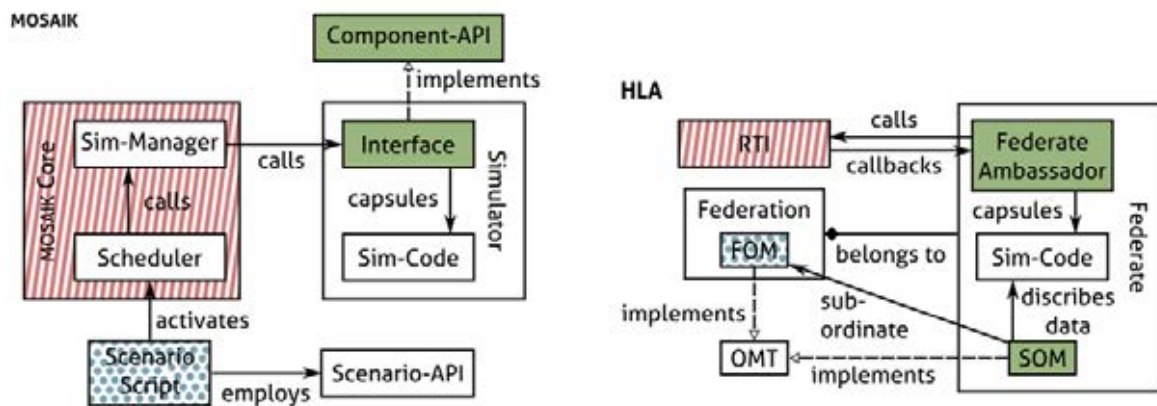 MOSAIK
Component-API
implements
Sim-Manager
calls
Interface
MOSAIK Core
calls
capsules
Simulator
Scheduler
Sim-Code
activates
Scenario
Script
employs
Scenario-API
HLA
RTI
calls
callbacks
Federate
Ambassador
Federation
FOM
capsules
belongs to
Sim-Code
Federate
implements
sub-
ordinate
discribes
data
OMT
implements
SOM